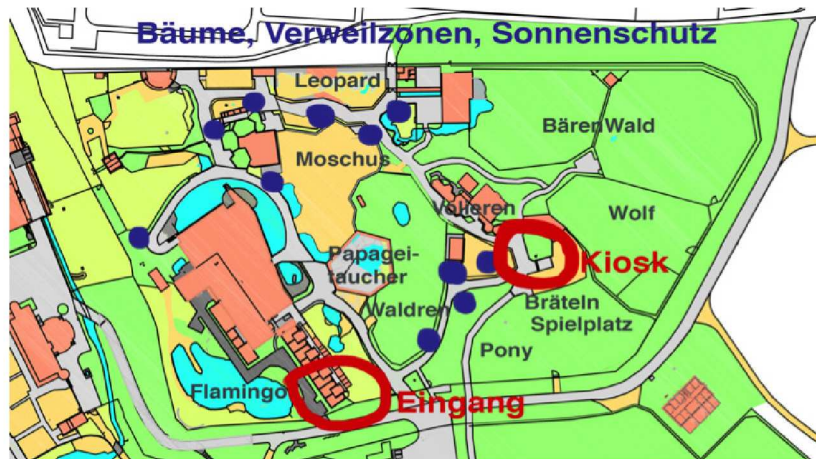 Bäume, Verweilzonen, Sonnenschutz
Leopard
BärenWald
Moschus
Volieren
Wolf
Papagei-
taucher
Kiosk
Waldren
Bräteln
Spielplatz
Pony
Flamingo
Eingang